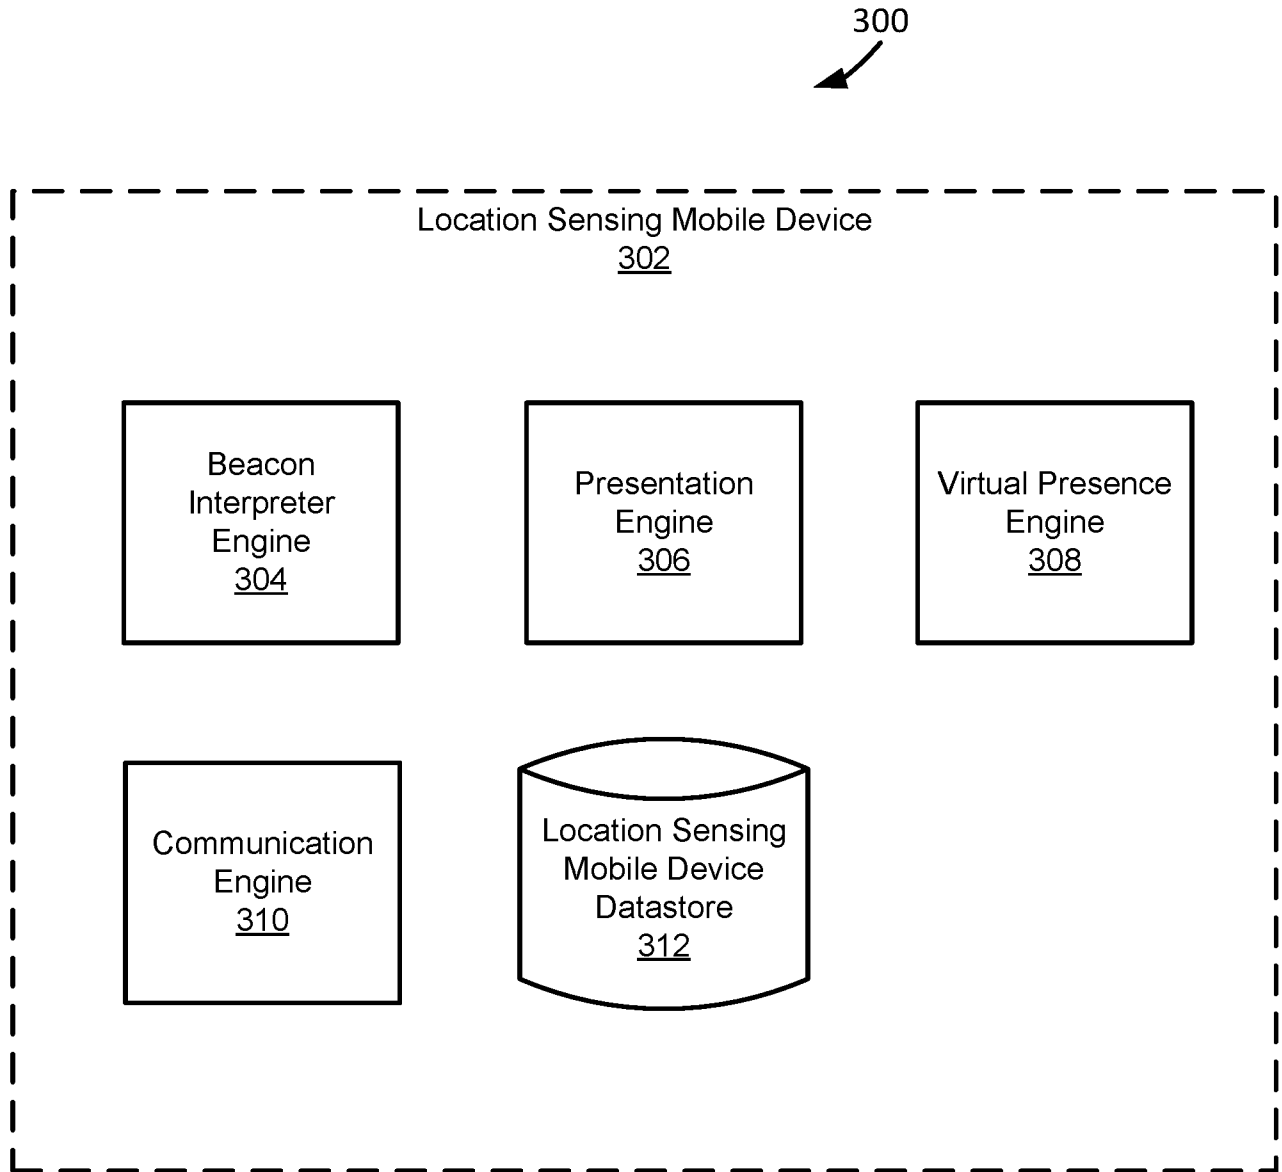 300
Location Sensing Mobile Device
302
Beacon
Interpreter
Engine
304
Presentation
Engine
306
Virtual Presence
Engine
308
Communication
Engine
310
Location Sensing
Mobile Device
Datastore
312